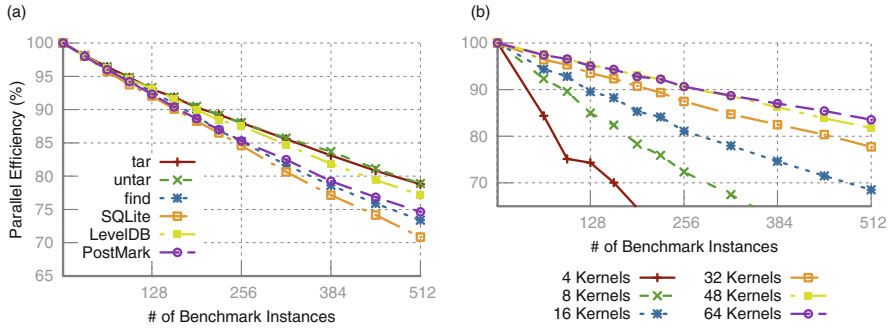 (a)
100
95
90
85
80
75
70
65
Parallel Efficiency (%)
tar
untar
find
SQLite
LevelDB
PostMark
128
256
384
512
# of Benchmark Instances
(b)
100
90
80
70
128
256
384
512
# of Benchmark Instances
4 Kernels
8 Kernels
16 Kernels
32 Kernels
48 Kernels
64 Kernels